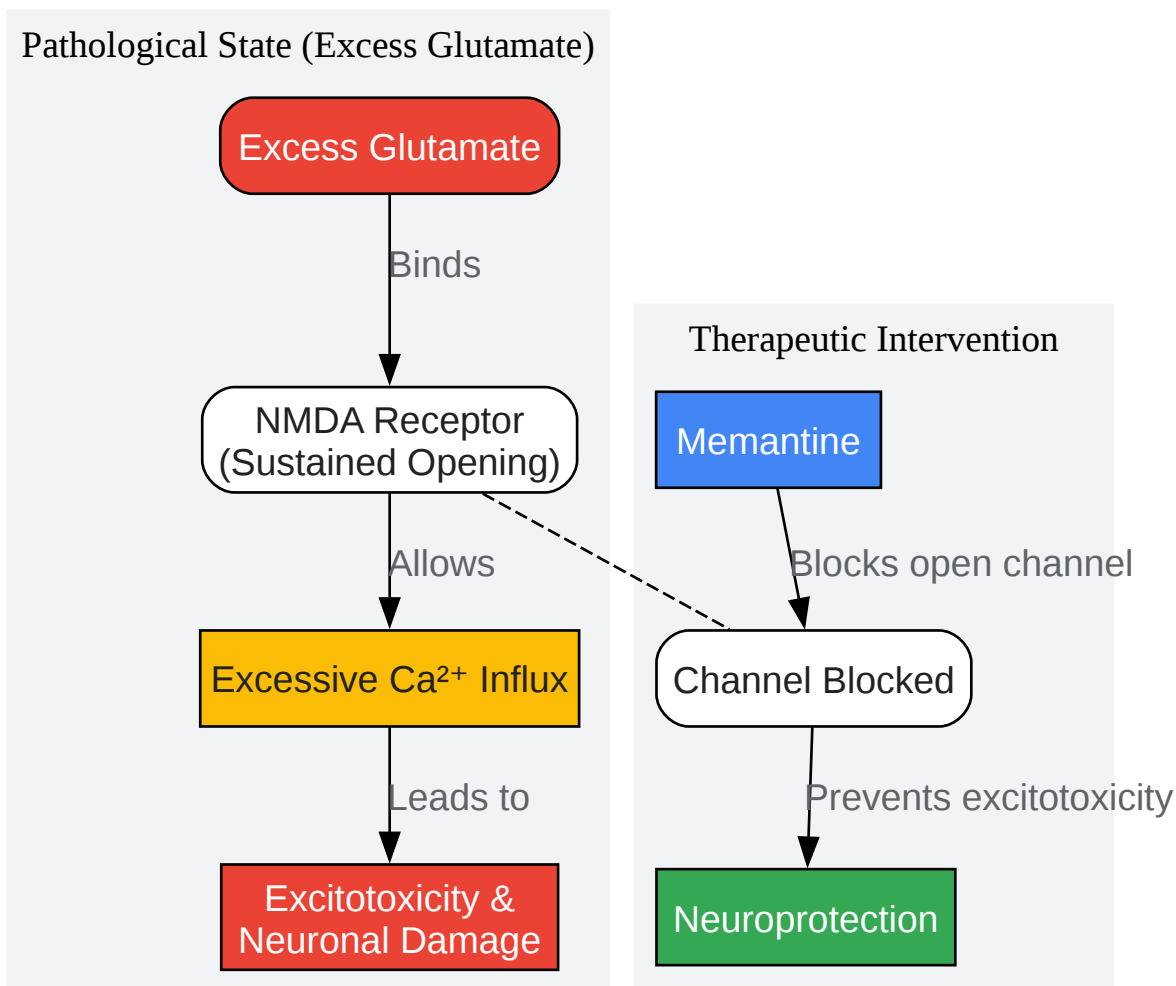 Pathological State (Excess Glutamate)
Excess Glutamate
Binds
NMDA Receptor
(Sustained Opening)
Allows
Excessive Ca²⁺ Influx
Leads to
Excitotoxicity &
Neuronal Damage
Therapeutic Intervention
Memantine
Blocks open channel
Channel Blocked
Prevents excitotoxicity
Neuroprotection